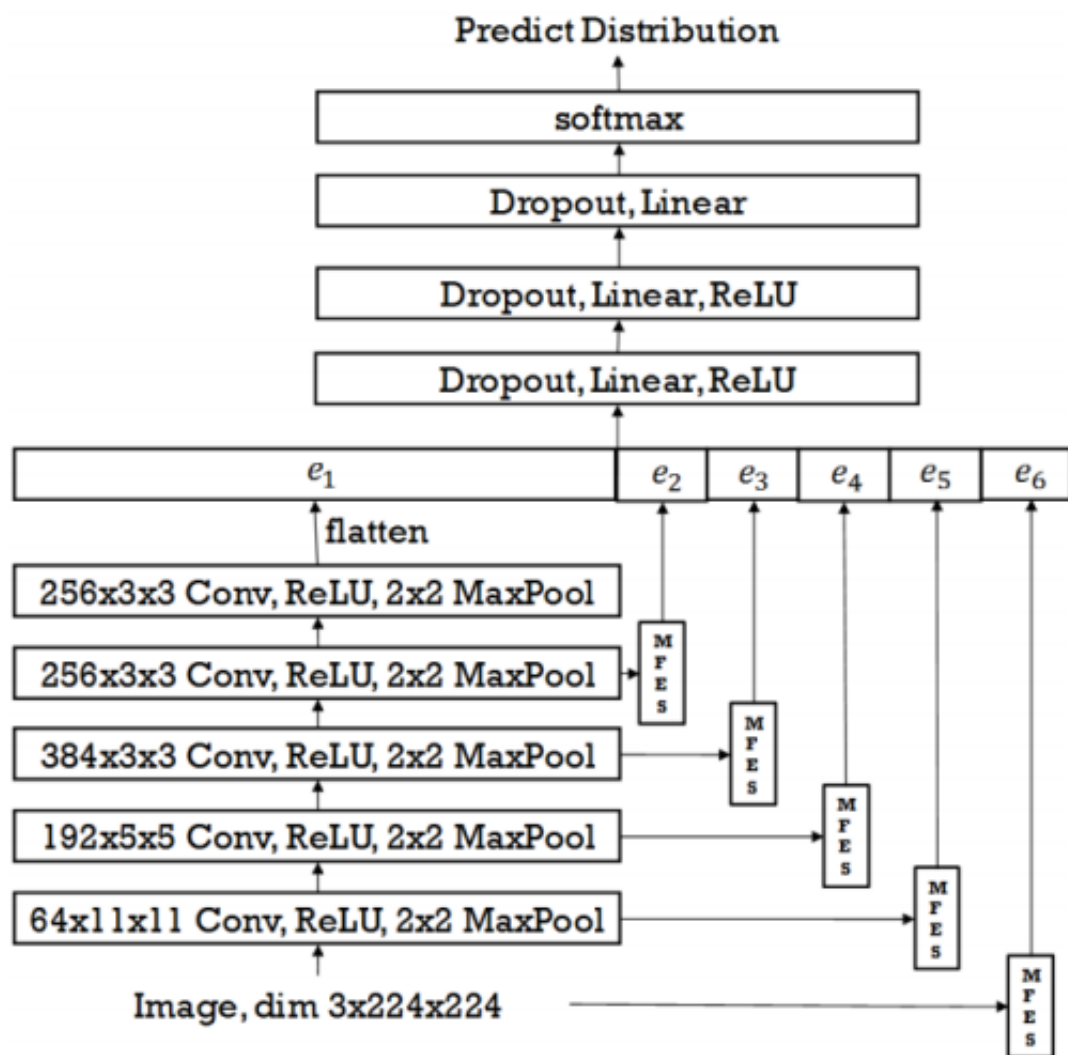 Predict Distribution
softmax
Dropout, Linear
Dropout, Linear, ReLU
Dropout, Linear, ReLU
e₁ e₂ e₃ e₄ e₅ e₆
flatten
256x3x3 Conv, ReLU, 2x2 MaxPool
256x3x3 Conv, ReLU, 2x2 MaxPool
MFES
384x3x3 Conv, ReLU, 2x2 MaxPool
MFES
192x5x5 Conv, ReLU, 2x2 MaxPool
MFES
64x11x11 Conv, ReLU, 2x2 MaxPool
MFES
Image, dim 3x224x224
MFES